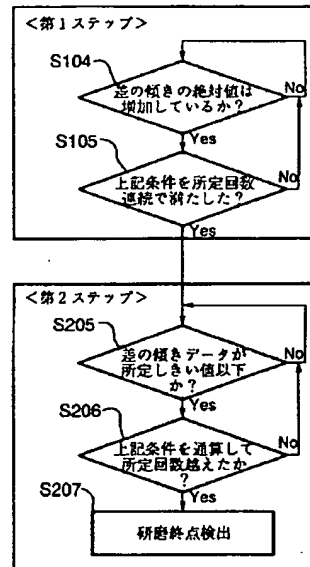 <第1ステップ>
S104
差の傾きの絶対値は
増加しているか?
No
Yes
S105
上記条件を所定回数
連続で満たした?
No
Yes
<第2ステップ>
S205
差の傾きデータが
所定しきい値以下
か?
No
Yes
S206
上記条件を通算して
所定回数越えたか
?
No
Yes
S207
研磨終点検出